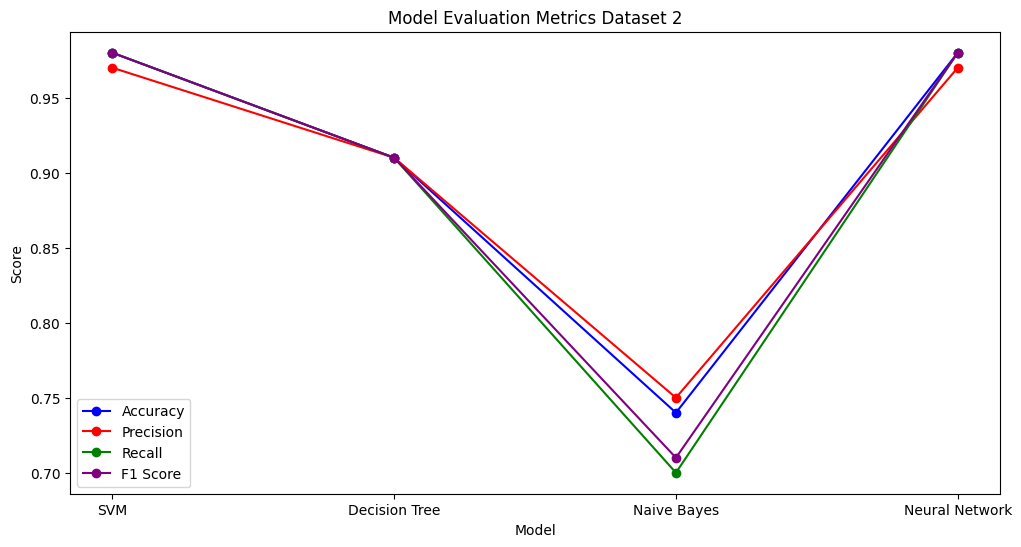 Model Evaluation Metrics Dataset 2
Score
0.95
0.90
0.85
0.80
0.75
0.70
Accuracy
Precision
Recall
F1 Score
SVM Decision Tree Naive Bayes Neural Network
Model